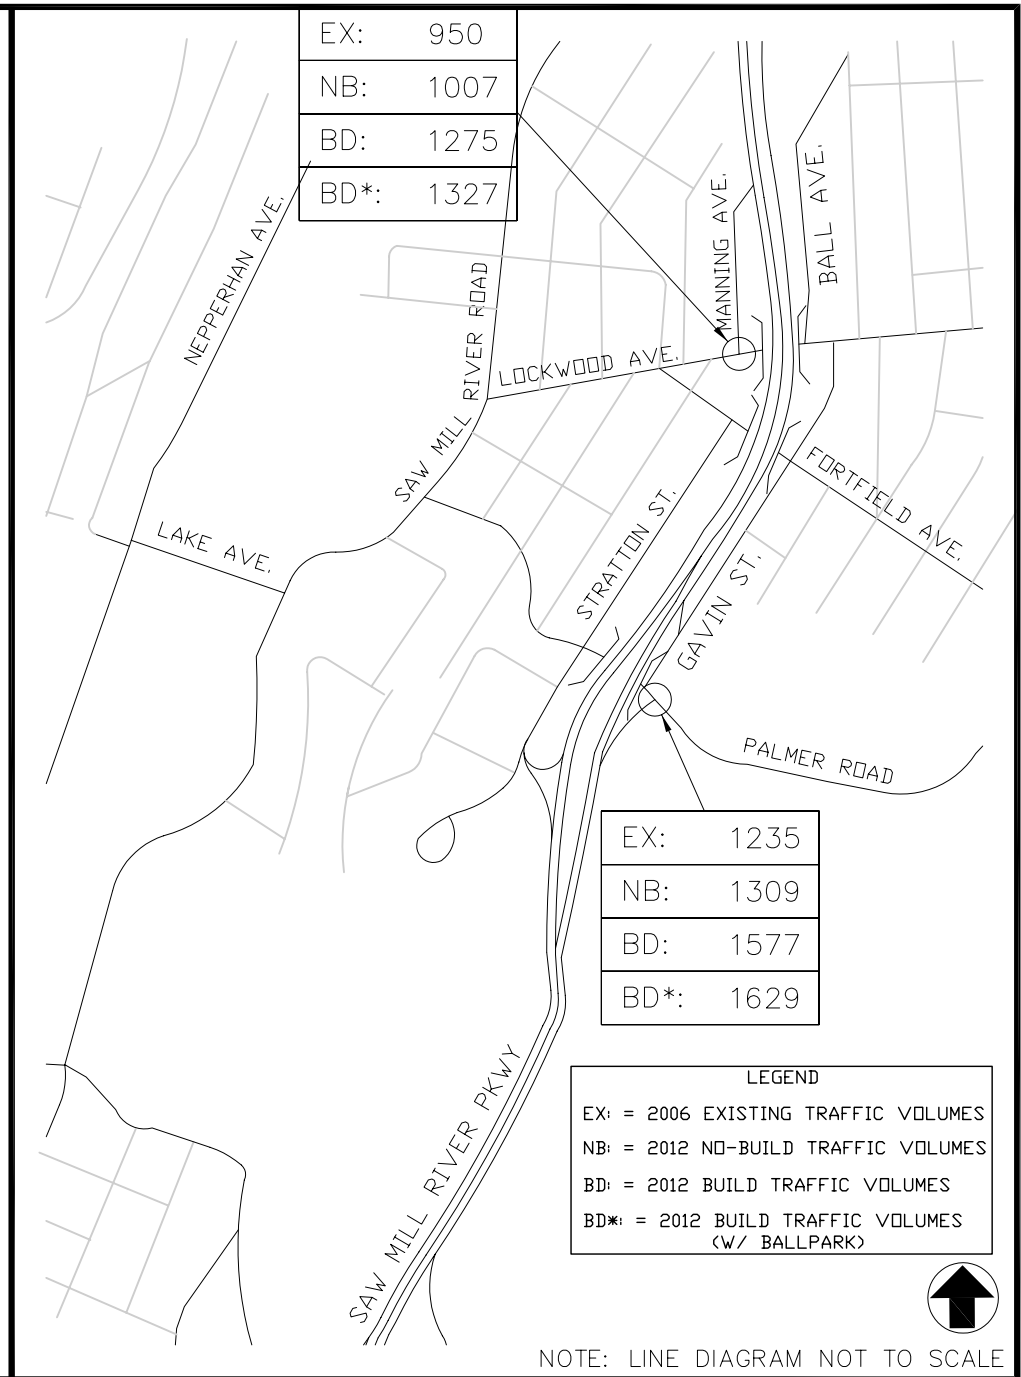 EX: 950
NB: 1007
BD: 1275
BD*: 1327
NEPPERHAN AVE.
SAW MILL RIVER ROAD
MANNING AVE.
BALL AVE.
LOCKWOOD AVE.
FORTFIELD AVE.
STRATTON ST.
LAKE AVE.
GAVIN ST.
PALMER ROAD
EX: 1235
NB: 1309
BD: 1577
BD*: 1629
SAW MILL RIVER PKWY
LEGEND
EX: = 2006 EXISTING TRAFFIC VOLUMES
NB: = 2012 NO-BUILD TRAFFIC VOLUMES
BD: = 2012 BUILD TRAFFIC VOLUMES
BD*: = 2012 BUILD TRAFFIC VOLUMES
(W/ BALLPARK)
NOTE: LINE DIAGRAM NOT TO SCALE